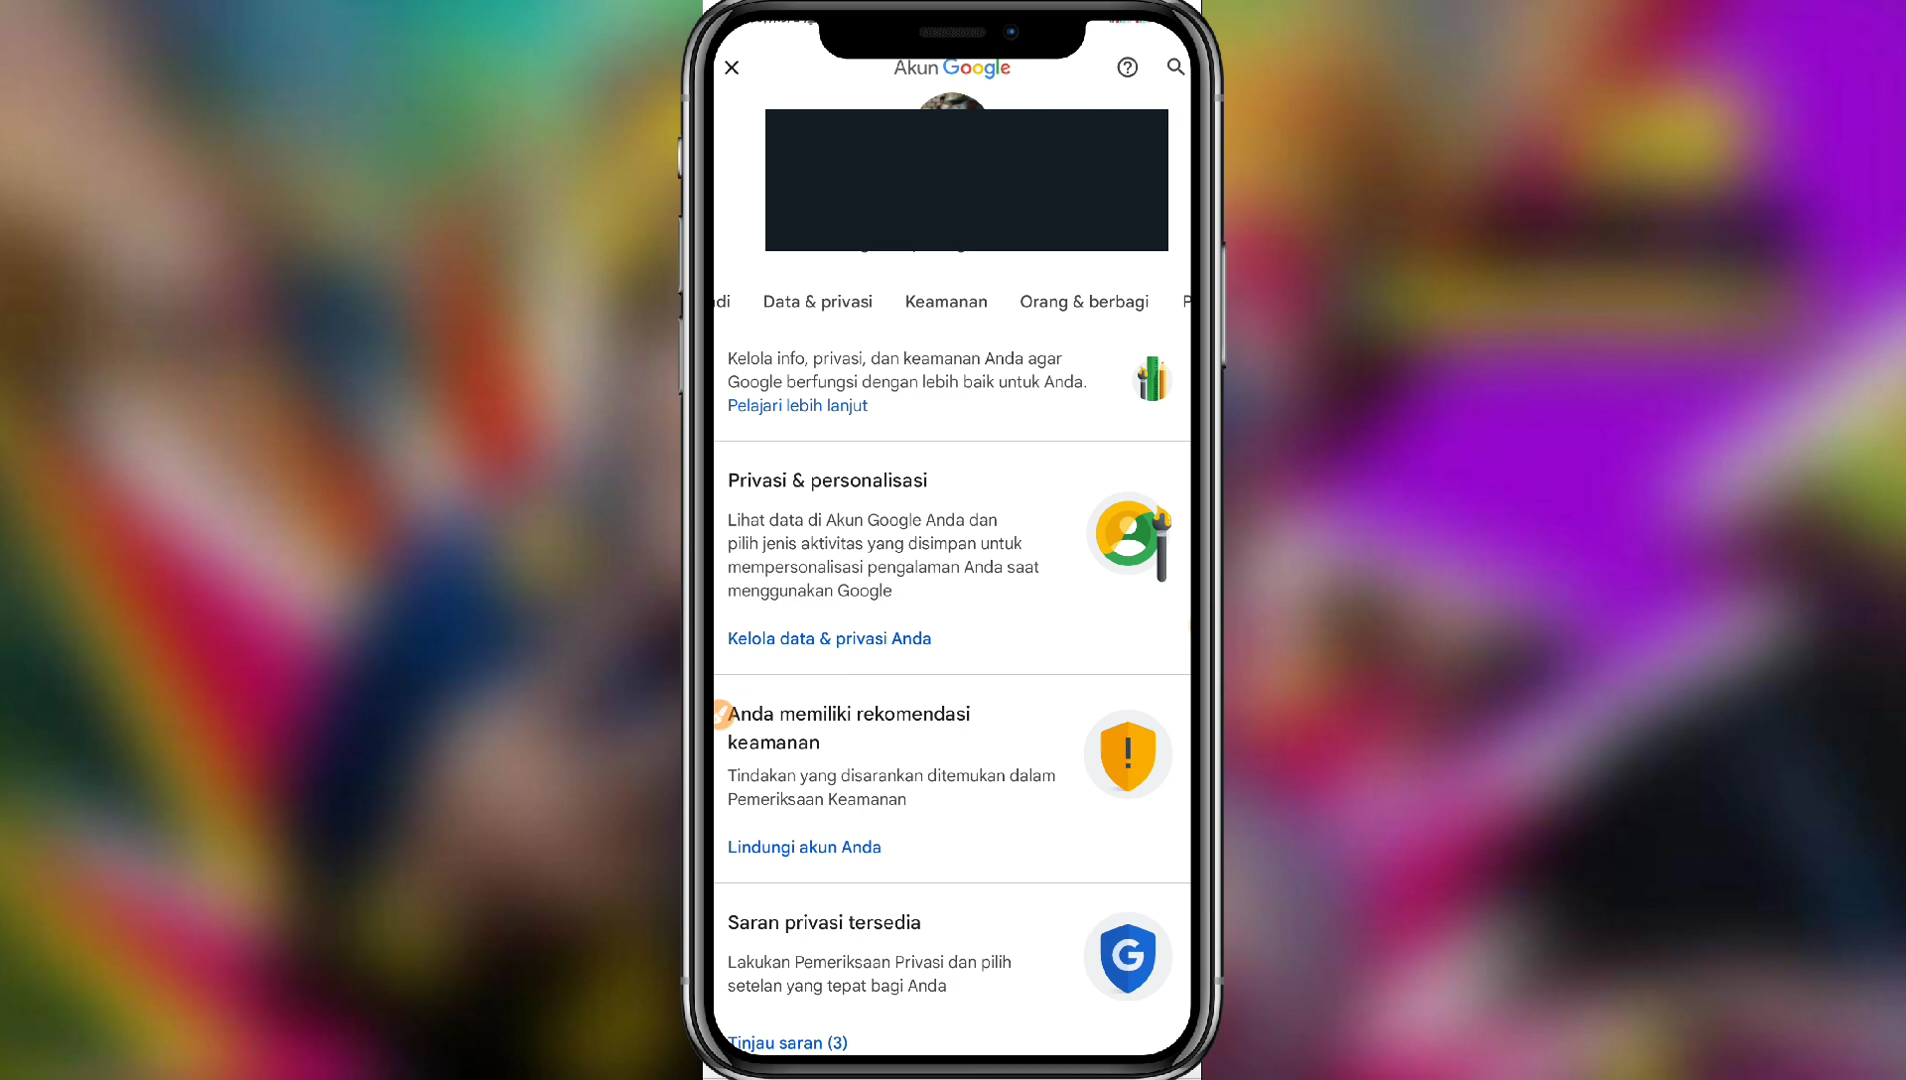 Akun Google
Data & privasi Keamanan Orang & berbagi
Kelola info, privasi, dan keamanan Anda agar
Google berfungsi dengan lebih baik untuk Anda.
Pelajari lebih lanjut
Privasi & personalisasi
Lihat data di Akun Google Anda dan
pilih jenis aktivitas yang disimpan untuk
mempersonalisasi pengalaman Anda saat
menggunakan Google
Kelola data & privasi Anda
Anda memiliki rekomendasi
keamanan
Tindakan yang disarankan ditemukan dalam
Pemeriksaan Keamanan
Lindungi akun Anda
Saran privasi tersedia
Lakukan Pemeriksaan Privasi dan pilih
setelan yang tepat bagi Anda
Tinjau saran (3)